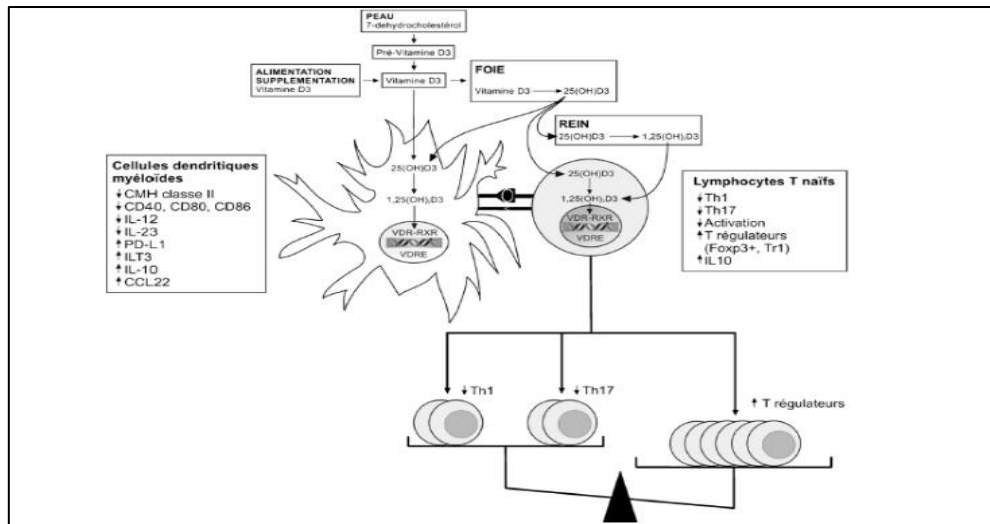 PEAU
7-dehydrocholestérol
Pré-Vitamine D3
ALIMENTATION
SUPPLEMENTATION
Vitamine D3
Vitamine D3
FOIE
Vitamine D3 → 25(OH)D3
REIN
25(OH)D3 → 1,25(OH)₂D3
Cellules dendritiques
myéloïdes
↓CMH classe II
↓CD40, CD80, CD86
↓IL-12
↓IL-23
↑PD-L1
↑ILT3
↑IL-10
↑CCL22
25(OH)D3
1,25(OH)₂D3
VDR-RXR
VDRE
25(OH)D3
1,25(OH)₂D3
VDR-RXR
VDRE
Lymphocytes T naïfs
↓Th1
↓Th17
↓Activation
↑T régulateurs
(Foxp3+, Tr1)
↑IL10
↓Th1
↓Th17
↑ T régulateurs